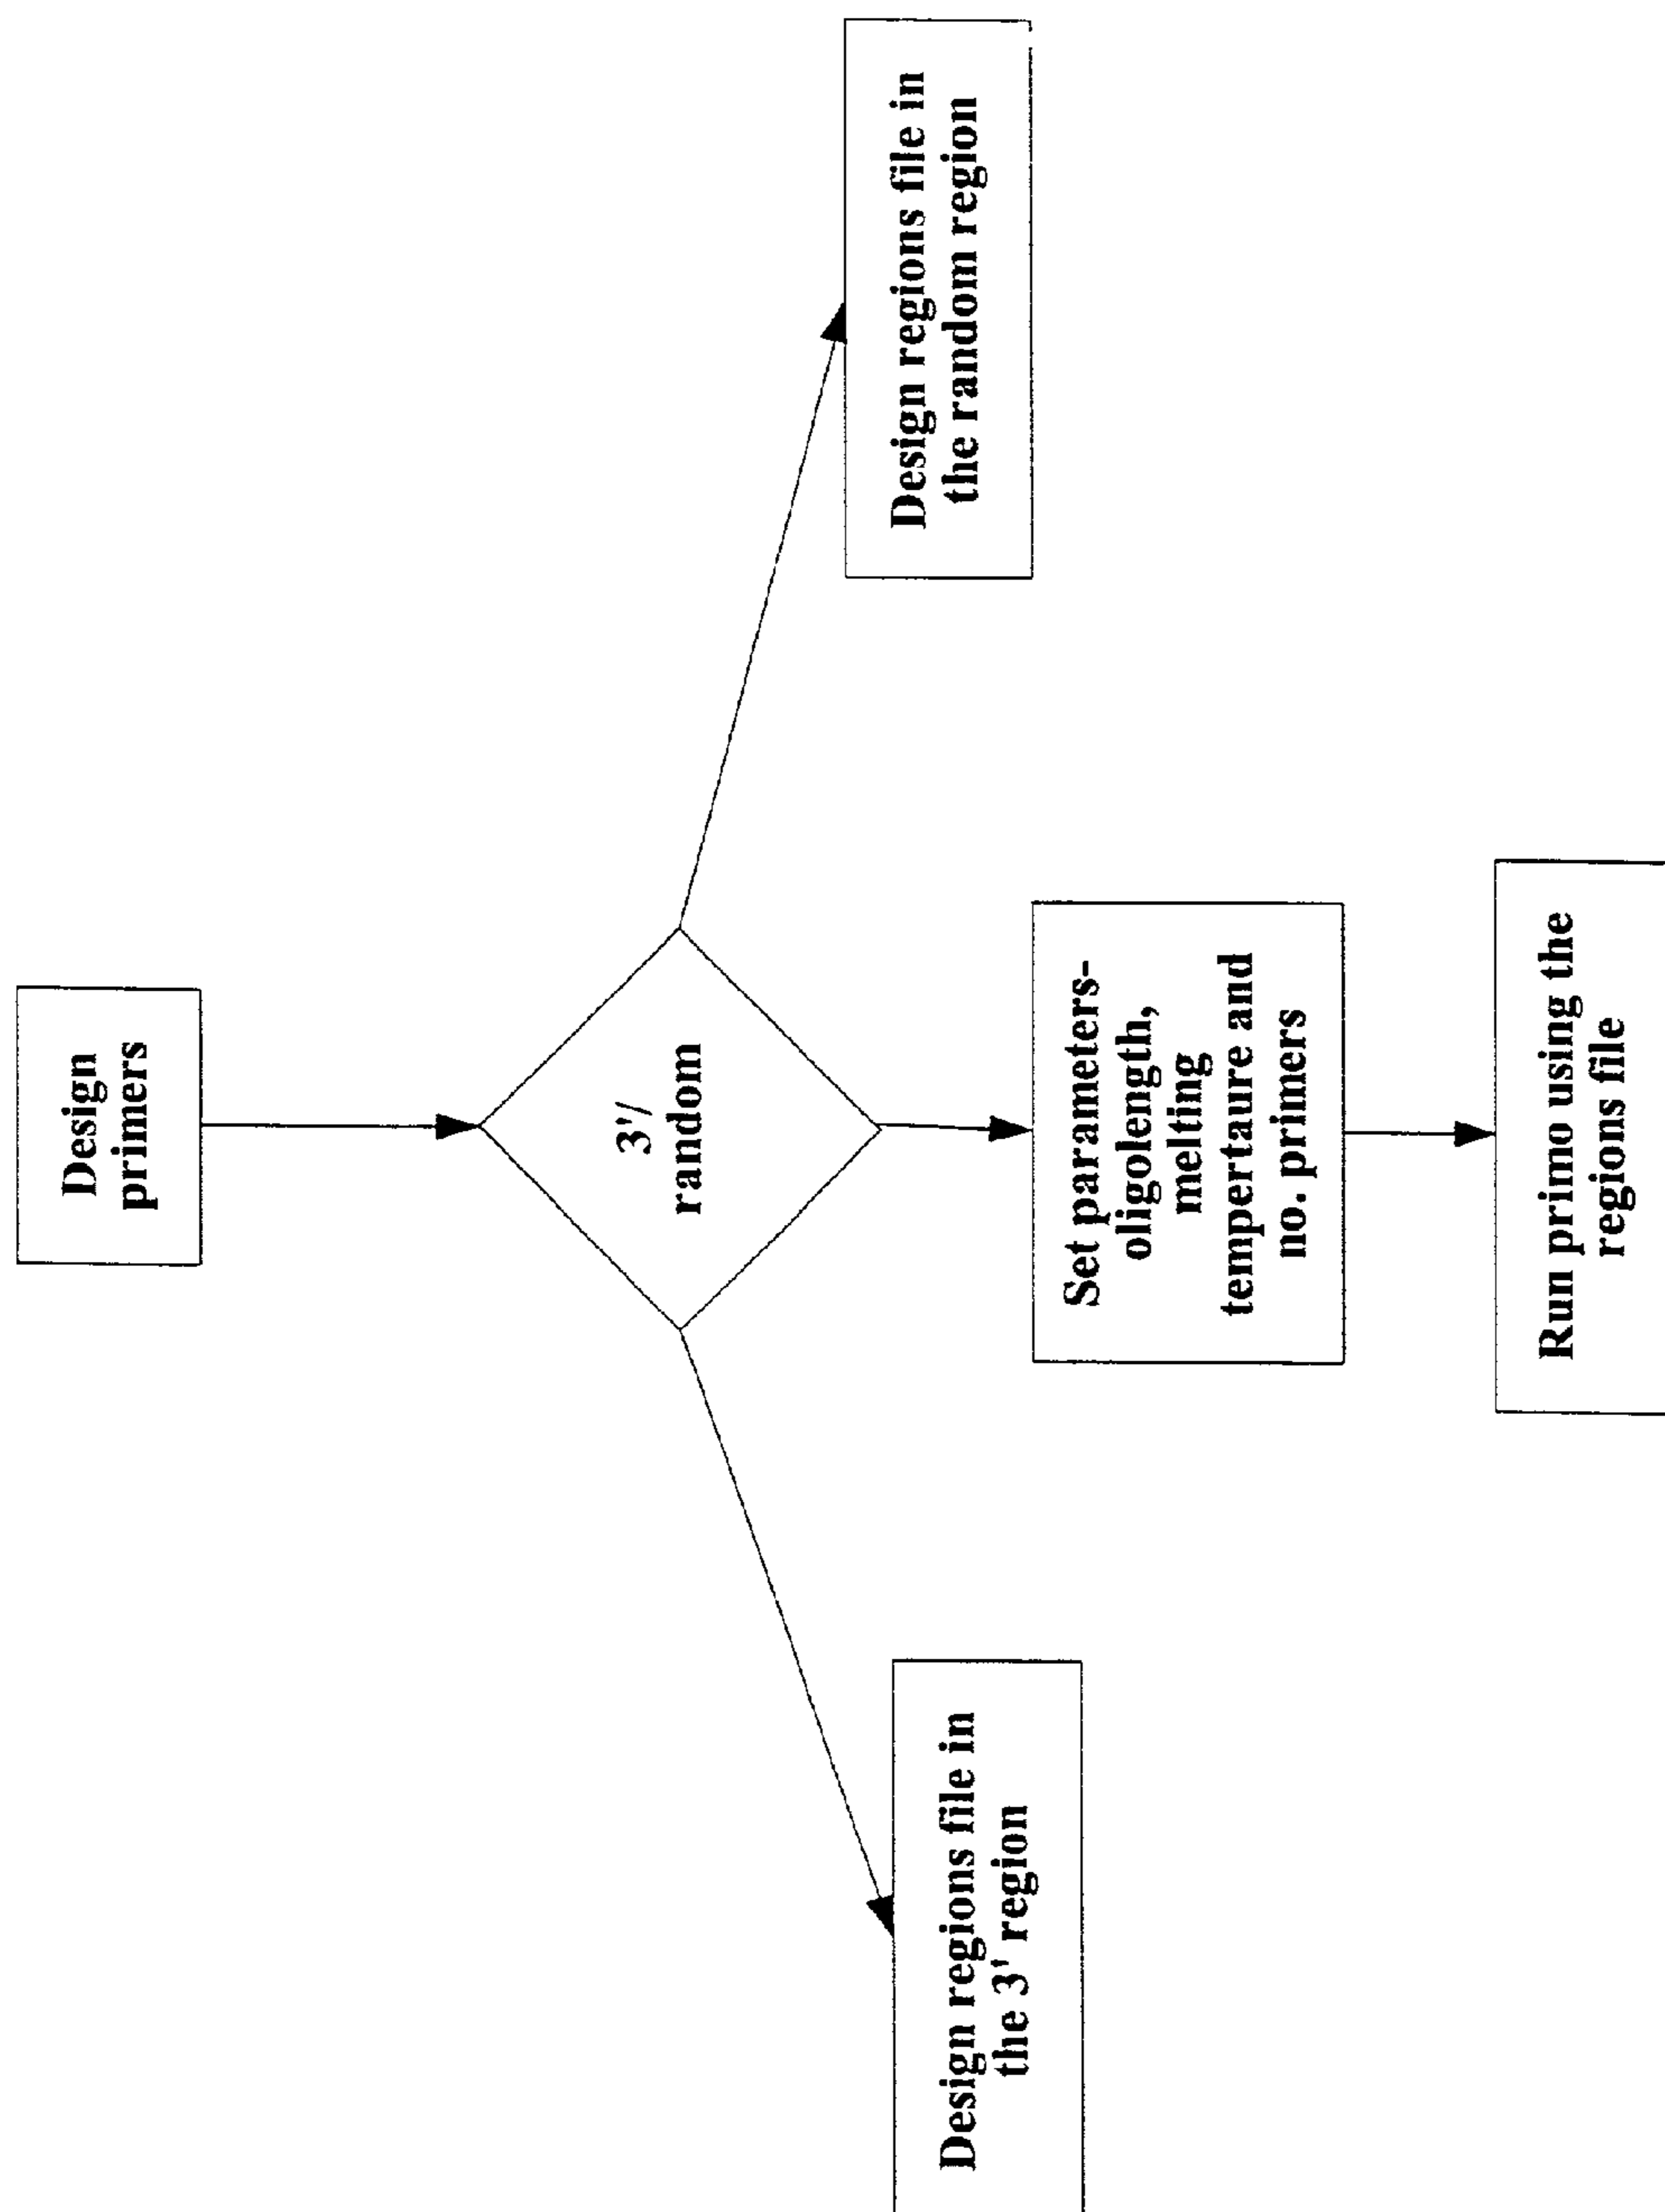 Design
primers
3'/
random
Design regions file in
the 3' region
Set parameters-
oligolength,
melting
tempertaure and
no. primers
Design regions file in
the random region
Run primo using the
regions file